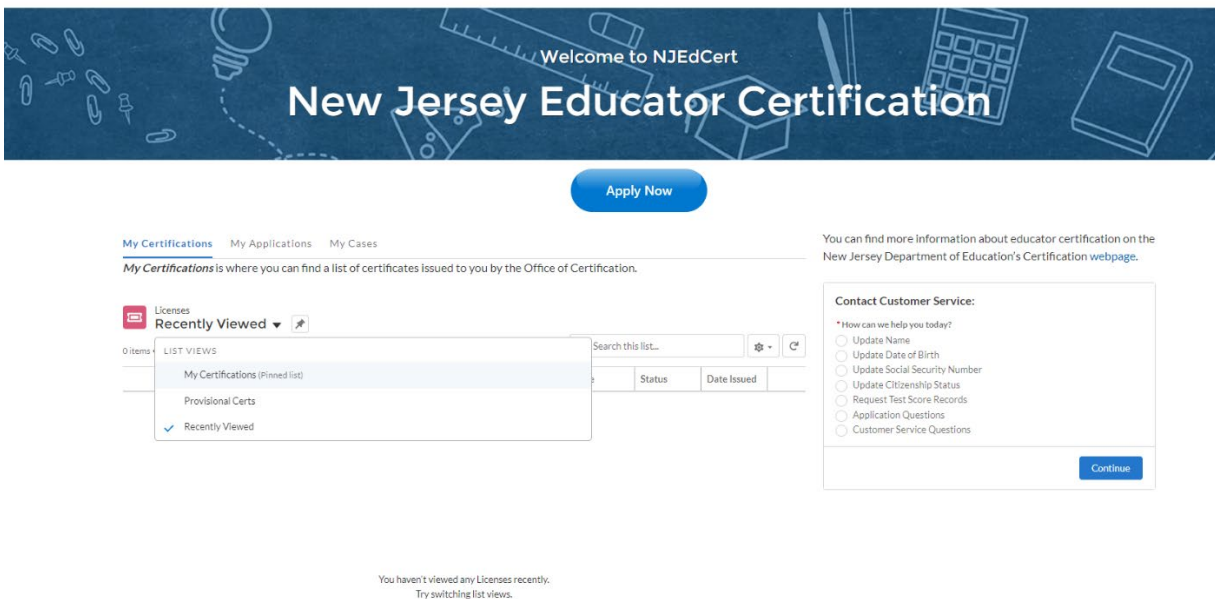 Welcome to NJEdCert
New Jersey Educator Certification
Apply Now
My Certifications My Applications My Cases
My Certifications is where you can find a list of certificates issued to you by the Office of Certification.
Licenses
Recently Viewed
0 items
Search this list...
LIST VIEWS
My Certifications (Pinned list)
Provisional Certs
Recently Viewed
Status Date Issued
You haven't viewed any Licenses recently.
Try switching list views.
You can find more information about educator certification on the
New Jersey Department of Education's Certification webpage.
Contact Customer Service:
*How can we help you today?
Update Name
Update Date of Birth
Update Social Security Number
Update Citizenship Status
Request Test Score Records
Application Questions
Customer Service Questions
Continue